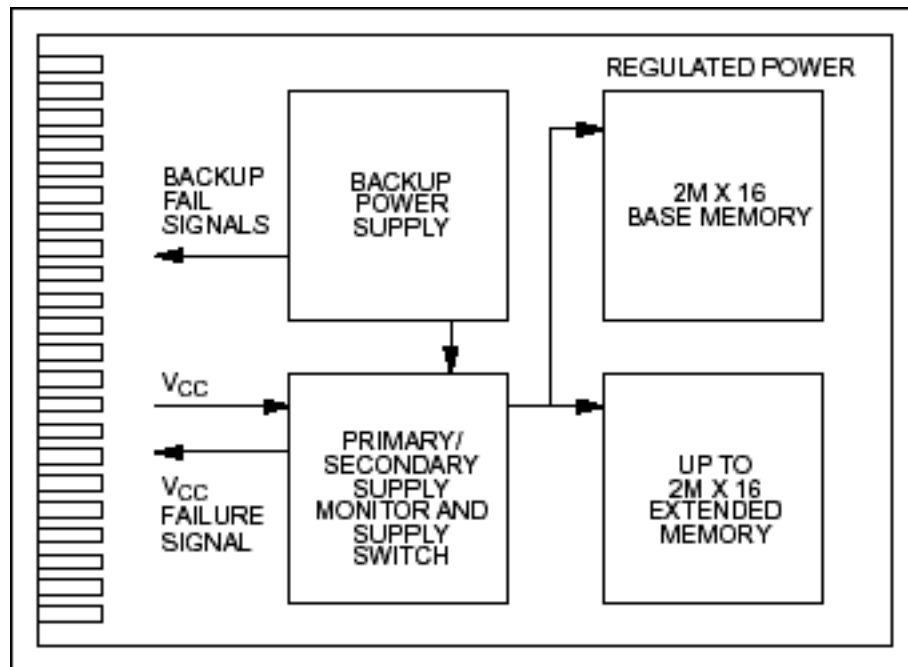 REGULATED POWER
BACKUP
FAIL
SIGNALS
BACKUP
POWER
SUPPLY
2M X 16
BASE MEMORY
VCC
VCC
FAILURE
SIGNAL
PRIMARY/
SECONDARY
SUPPLY
MONITOR AND
SUPPLY
SWITCH
UP TO
2M X 16
EXTENDED
MEMORY